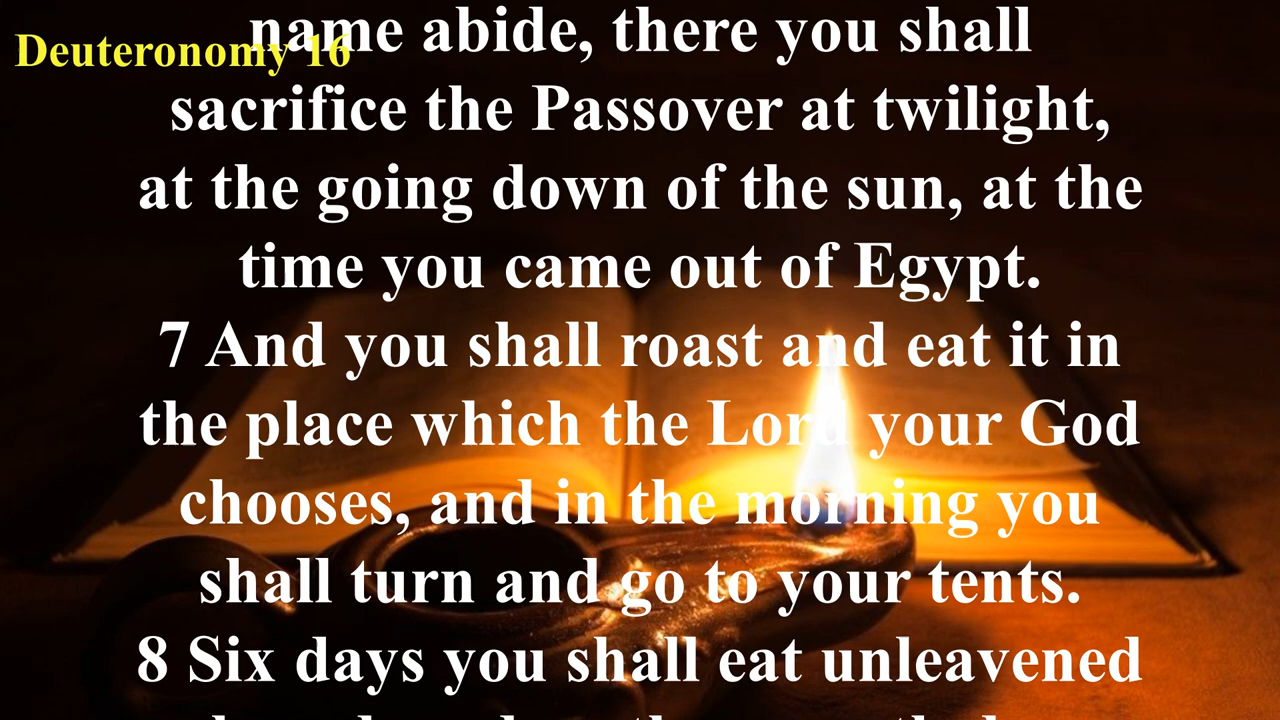 Deuteronomy 16
name abide, there you shall
sacrifice the Passover at twilight,
at the going down of the sun, at the
time you came out of Egypt.
7 And you shall roast and eat it in
the place which the Lord your God
chooses, and in the morning you
shall turn and go to your tents.
8 Six days you shall eat unleavened